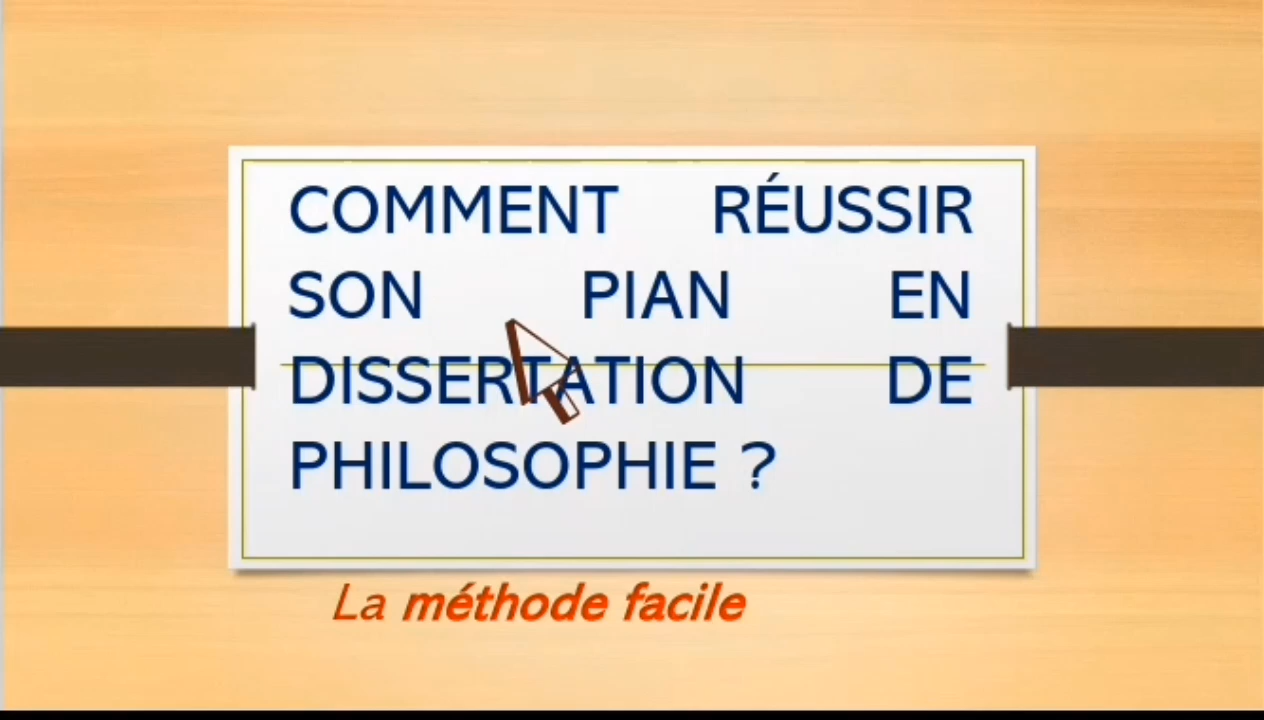 COMMENT RÉUSSIR
SON PIAN EN
DISSERTATION DE
PHILOSOPHIE ?
La méthode facile